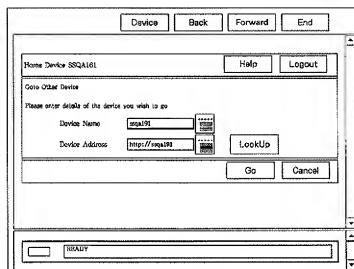 Device Back Forward End
Home Device SSQA161 Help Logout
Goto Other Device
Please enter details of the device you wish to go
Device Name ssqa191
Device Address http://ssqa191 LookUp
Go Cancel
READY